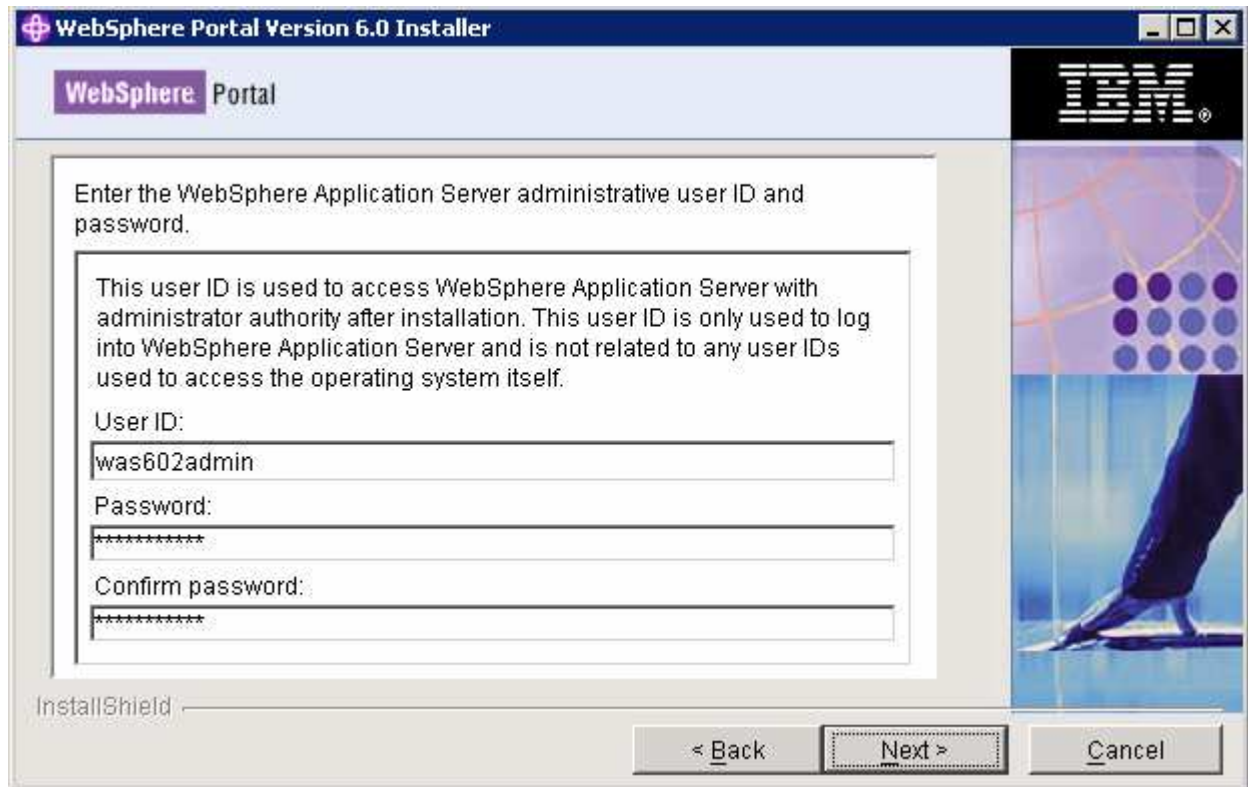 WebSphere Portal Version 6.0 Installer
WebSphere Portal
IBM®
Enter the WebSphere Application Server administrative user ID and
password.
This user ID is used to access WebSphere Application Server with
administrator authority after installation. This user ID is only used to log
into WebSphere Application Server and is not related to any user IDs
used to access the operating system itself.
User ID:
was602admin
Password:
***********
Confirm password:
***********
InstallShield
< Back
Next >
Cancel